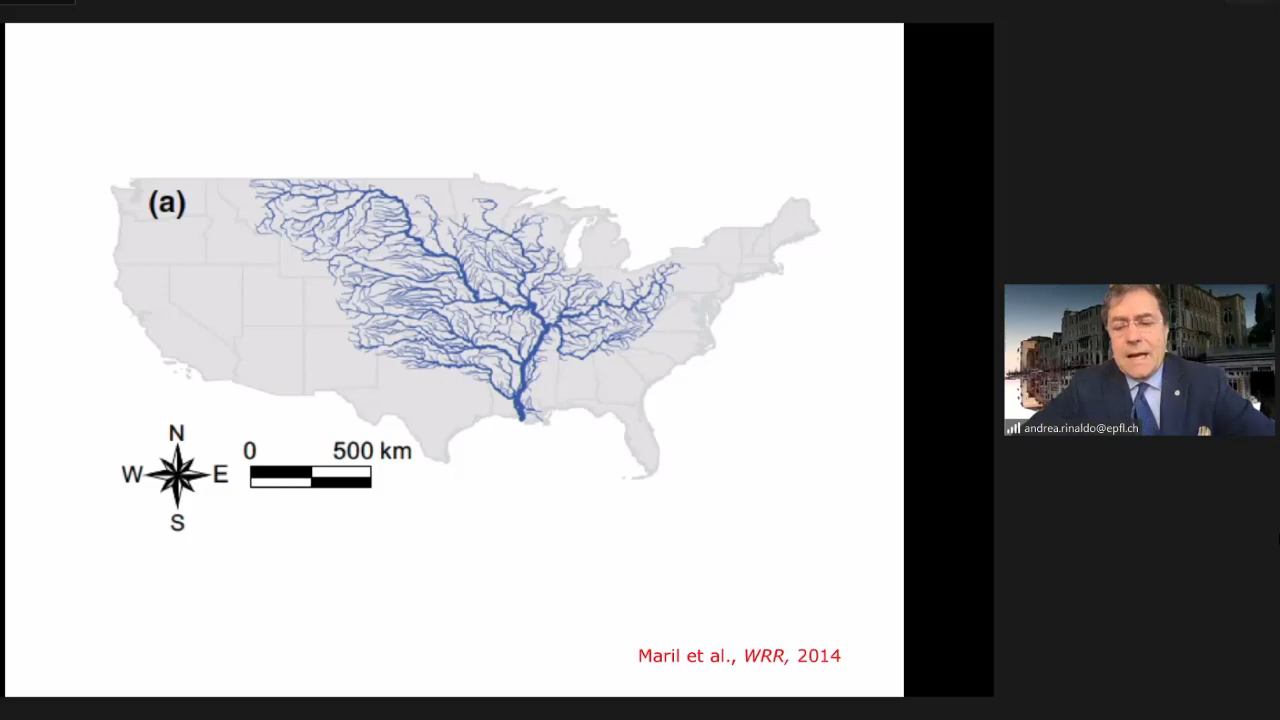 (a)
N
W E
S
0 500 km
Maril et al., WRR, 2014
andrea.rinaldo@epfl.ch